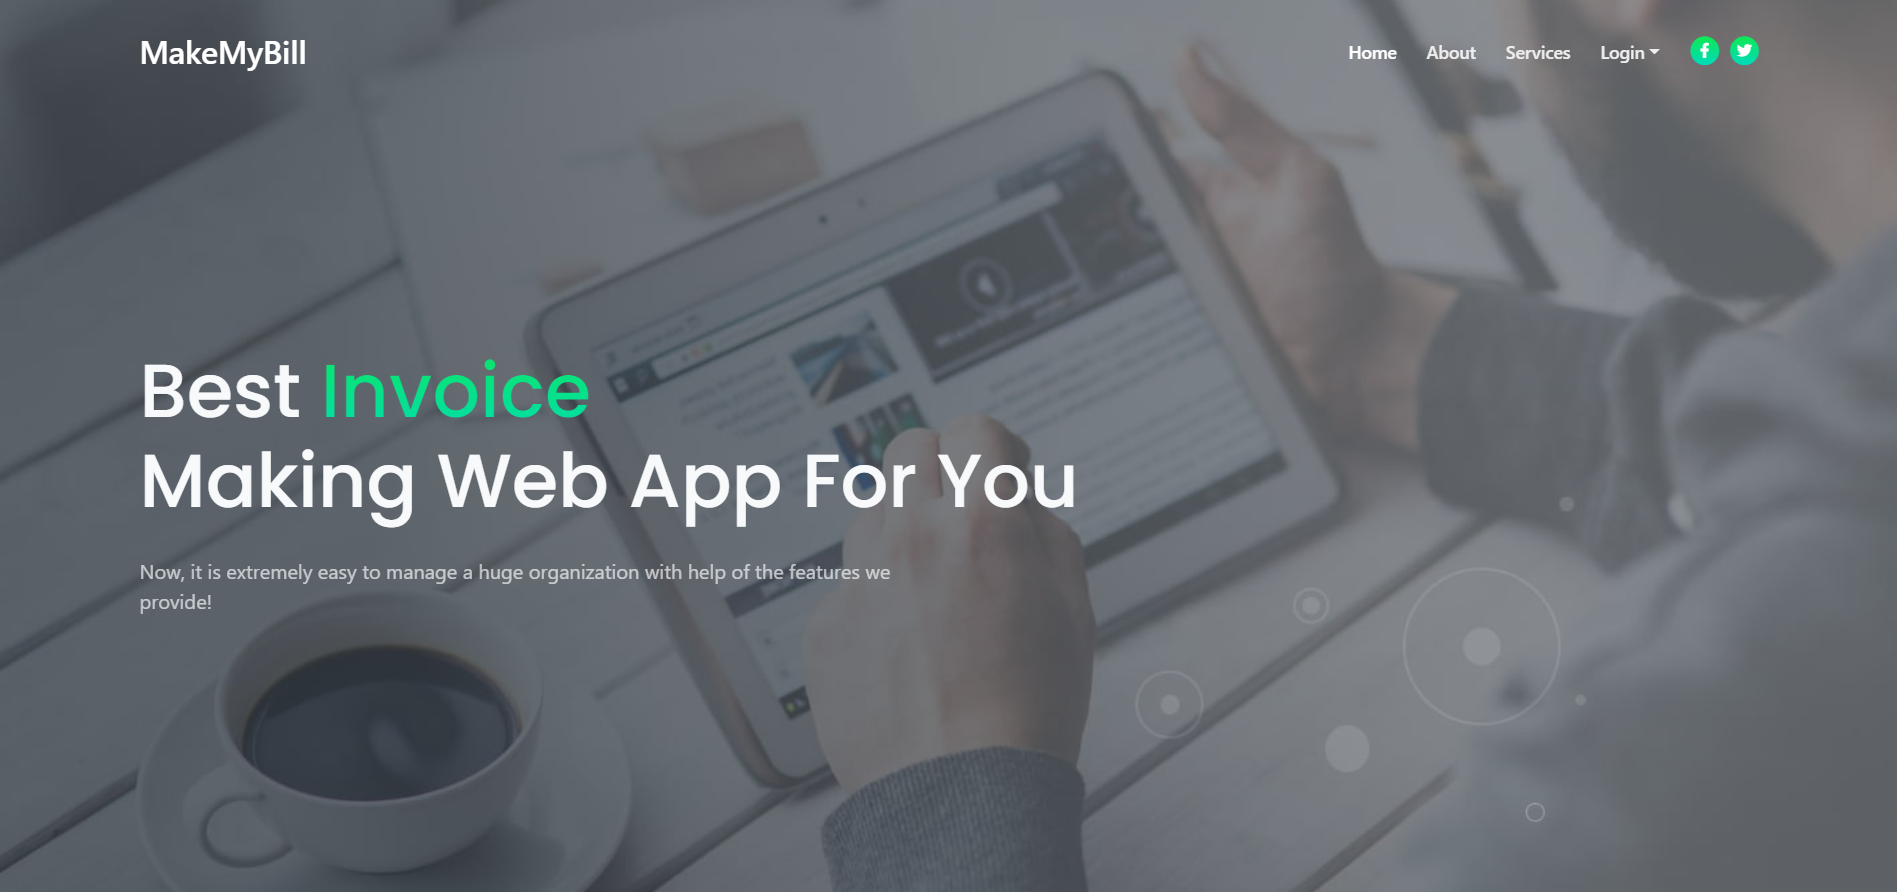 MakeMyBill
Home About Services Login
Best Invoice
Making Web App For You
Now, it is extremely easy to manage a huge organization with help of the features we
provide!